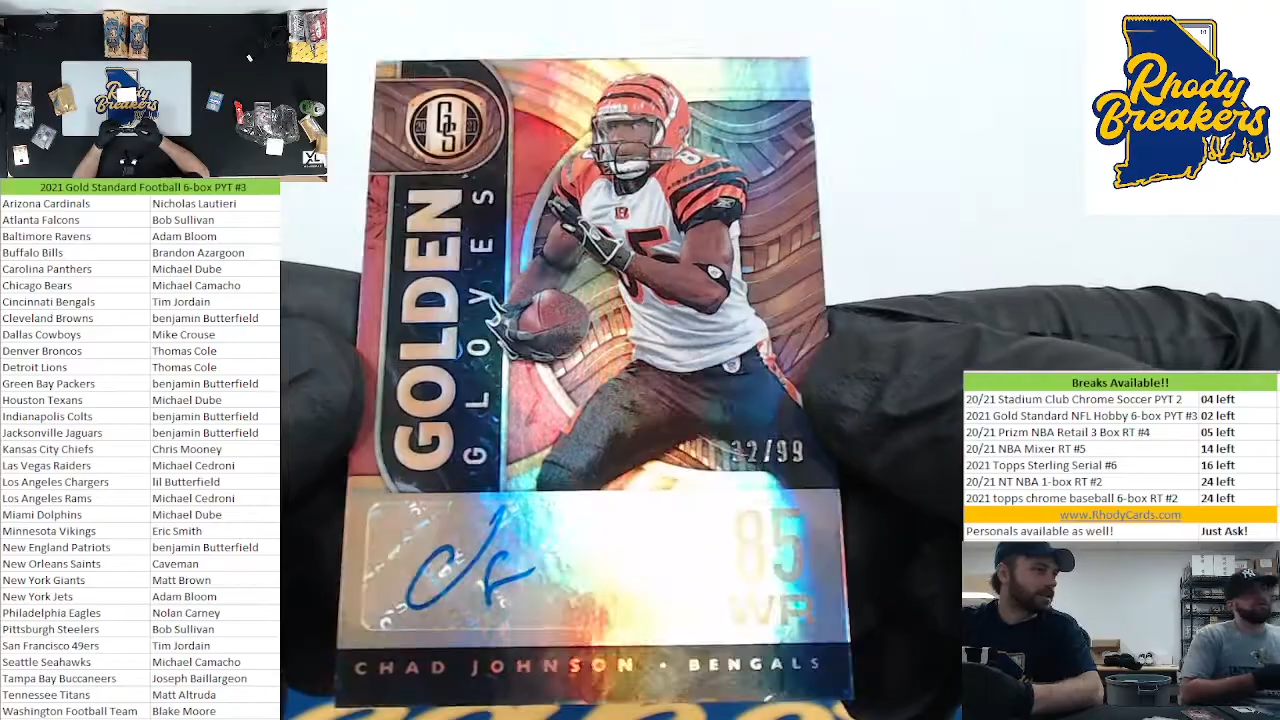 Rhody
Breakers
Rhody
Breakers
XL
2021 Gold Standard Football 6-box PYT #3
Arizona Cardinals Nicholas Lautieri
Atlanta Falcons Bob Sullivan
Baltimore Ravens Adam Bloom
Buffalo Bills Brandon Azargoon
Carolina Panthers Michael Dube
Chicago Bears Michael Camacho
Cincinnati Bengals Tim Jordain
Cleveland Browns benjamin Butterfield
Dallas Cowboys Mike Crouse
Denver Broncos Thomas Cole
Detroit Lions Thomas Cole
Green Bay Packers benjamin Butterfield
Houston Texans Michael Dube
Indianapolis Colts benjamin Butterfield
Jacksonville Jaguars benjamin Butterfield
Kansas City Chiefs Chris Mooney
Las Vegas Raiders Michael Cedroni
Los Angeles Chargers lil Butterfield
Los Angeles Rams Michael Cedroni
Miami Dolphins Michael Dube
Minnesota Vikings Eric Smith
New England Patriots benjamin Butterfield
New Orleans Saints Caveman
New York Giants Matt Brown
New York Jets Adam Bloom
Philadelphia Eagles Nolan Carney
Pittsburgh Steelers Bob Sullivan
San Francisco 49ers Tim Jordain
Seattle Seahawks Michael Camacho
Tampa Bay Buccaneers Joseph Baillargeon
Tennessee Titans Matt Altruda
Washington Football Team Blake Moore
20 GS 21
GOLDEN
GLOVES
85
/99
85
WR
CHAD JOHNSON • BENGALS
Breaks Available!!
20/21 Stadium Club Chrome Soccer PYT 2 04 left
2021 Gold Standard NFL Hobby 6-box PYT #3 02 left
20/21 Prizm NBA Retail 3 Box RT #4 05 left
20/21 NBA Mixer RT #5 14 left
2021 Topps Sterling Serial #6 16 left
20/21 NT NBA 1-box RT #2 24 left
2021 topps chrome baseball 6-box RT #2 24 left
www.RhodyCards.com
Personals available as well! Just Ask!